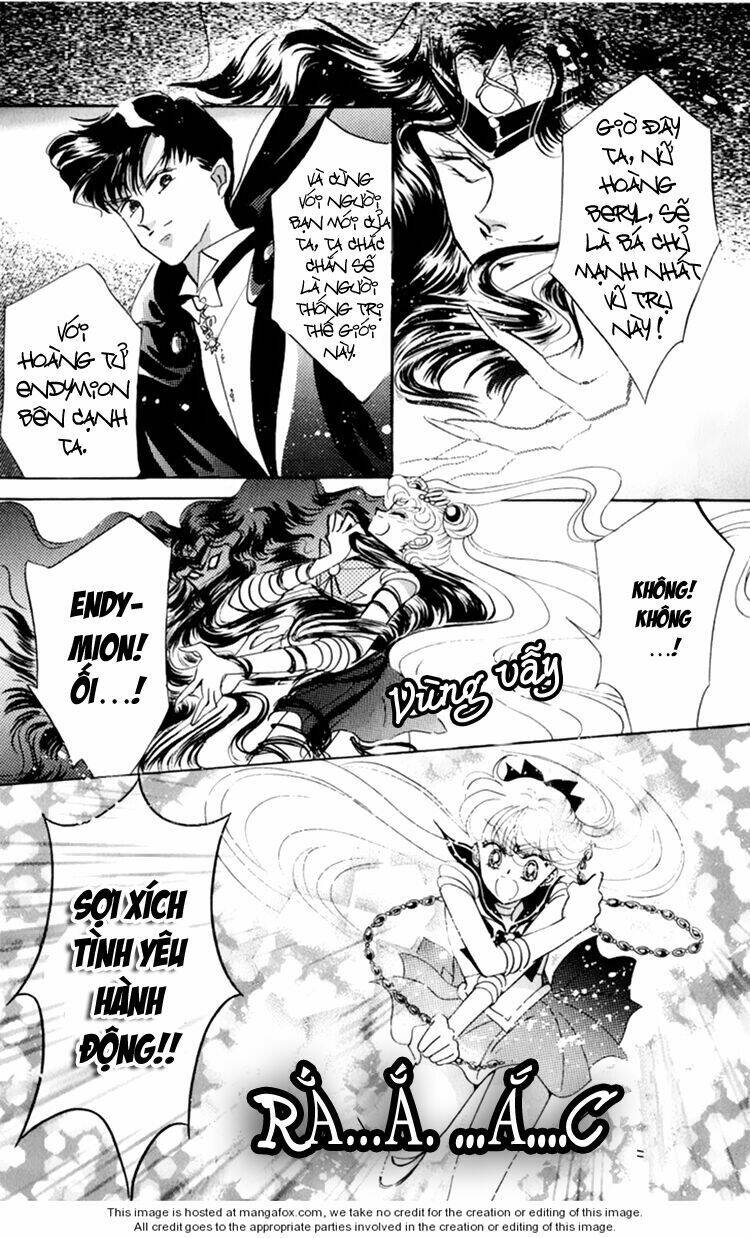 GIỜ ĐÂY
TA, NỮ
HOÀNG
BERYL, SẼ
LÀ BÁ CHỦ
MẠNH NHẤT
VŨ TRỤ
NÀY!
VÀ CÙNG
VỚI NGƯỜI
BẠN MỚI CỦA
TA, TA CHẮC
CHẮN SẼ
LÀ NGƯỜI
THỐNG TRỊ
THẾ GIỚI
NÀY.
VỚI
HOÀNG TỬ
ENDYMION
BÊN CẠNH
TA.
KHÔNG!
KHÔNG
...!
ENDY-
MION!
ỐI...!
Vùng vẫy
SỢI XÍCH
TÌNH YÊU
HÀNH
ĐỘNG!!
RÀ...Ắ. ...Ắ....C
This image is hosted at mangafox.com, we take no credit for the creation or editing of this image.
All credit goes to the appropriate parties involved in the creation or editing of this image.